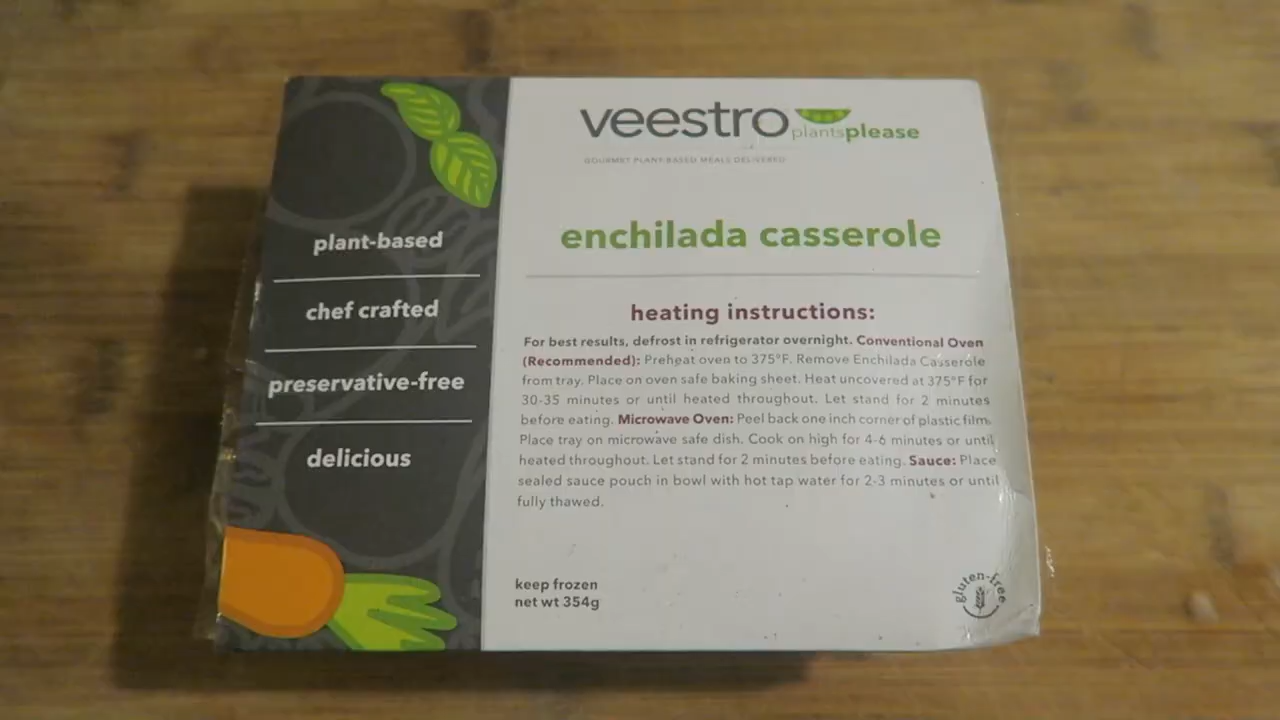 veestro plantsplease
GOURMET PLANT-BASED MEALS DELIVERED
plant-based
chef crafted
preservative-free
delicious
enchilada casserole
heating instructions:
For best results, defrost in refrigerator overnight. Conventional Oven
(Recommended): Preheat oven to 375°F. Remove Enchilada Casserole
from tray. Place on oven safe baking sheet. Heat uncovered at 375°F for
30-35 minutes or until heated throughout. Let stand for 2 minutes
before eating. Microwave Oven: Peel back one inch corner of plastic film.
Place tray on microwave safe dish. Cook on high for 4-6 minutes or until
heated throughout. Let stand for 2 minutes before eating. Sauce: Place
sealed sauce pouch in bowl with hot tap water for 2-3 minutes or until
fully thawed.
keep frozen
net wt 354g
gluten-free